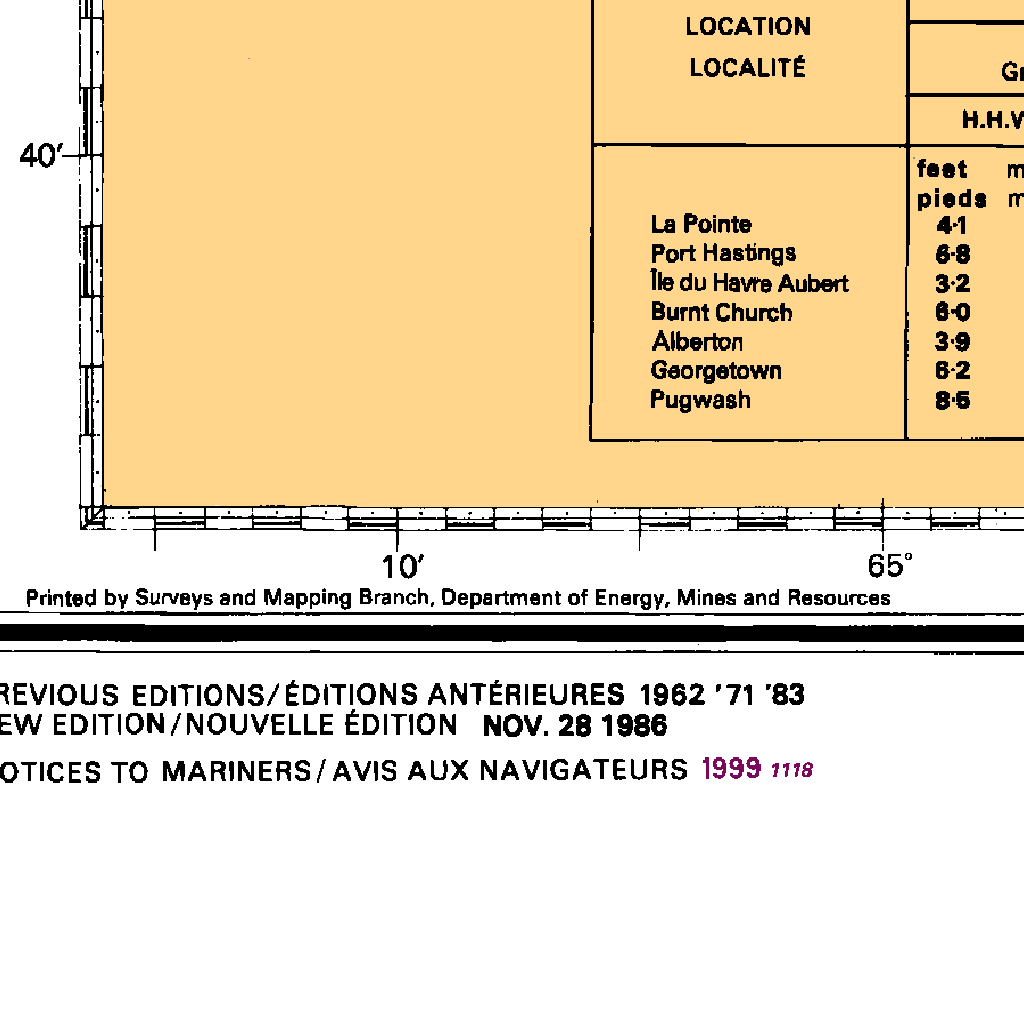 LOCATION
LOCALITÉ
H.H.W
40′
feet m
pieds m
La Pointe 4·1
Port Hastings 6·8
Île du Havre Aubert 3·2
Burnt Church 6·0
Alberton 3·9
Georgetown 6·2
Pugwash 8·5
10′ 65°
Printed by Surveys and Mapping Branch, Department of Energy, Mines and Resources
REVIOUS EDITIONS/ÉDITIONS ANTÉRIEURES 1962 '71 '83
EW EDITION/NOUVELLE ÉDITION NOV. 28 1986
OTICES TO MARINERS/AVIS AUX NAVIGATEURS 1999 1118